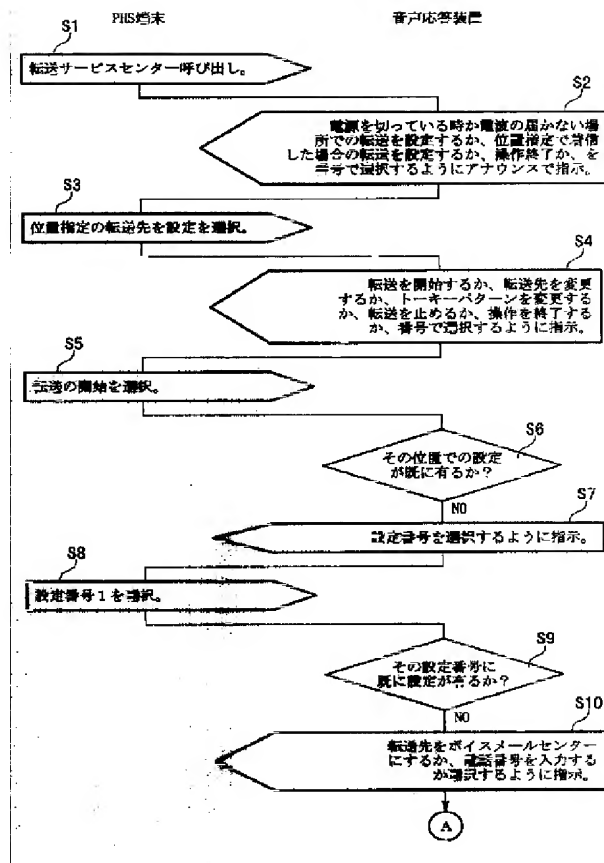 PHS端末
音声応答装置
S1
転送サービスセンター呼び出し。
S2
電源を切っている時か電波の届かない場
所での転送を設定するか、位置指定で着信
した場合の転送を設定するか、操作終了か、を
番号で選択するようにアナウンスで指示。
S3
位置指定の転送先を設定を選択。
S4
転送を開始するか、転送先を変更
するか、トーキーパターンを変更する
か、転送を止めるか、操作を終了する
か、番号で選択するように指示。
S5
転送の開始を選択。
S6
その位置での設定
が既に有るか?
NO
S7
設定番号を選択するように指示。
S8
設定番号1を選択。
S9
その設定番号に
既に設定が有るか?
NO
S10
転送先をボイスメールセンター
にするか、電話番号を入力する
か選択するように指示。
A